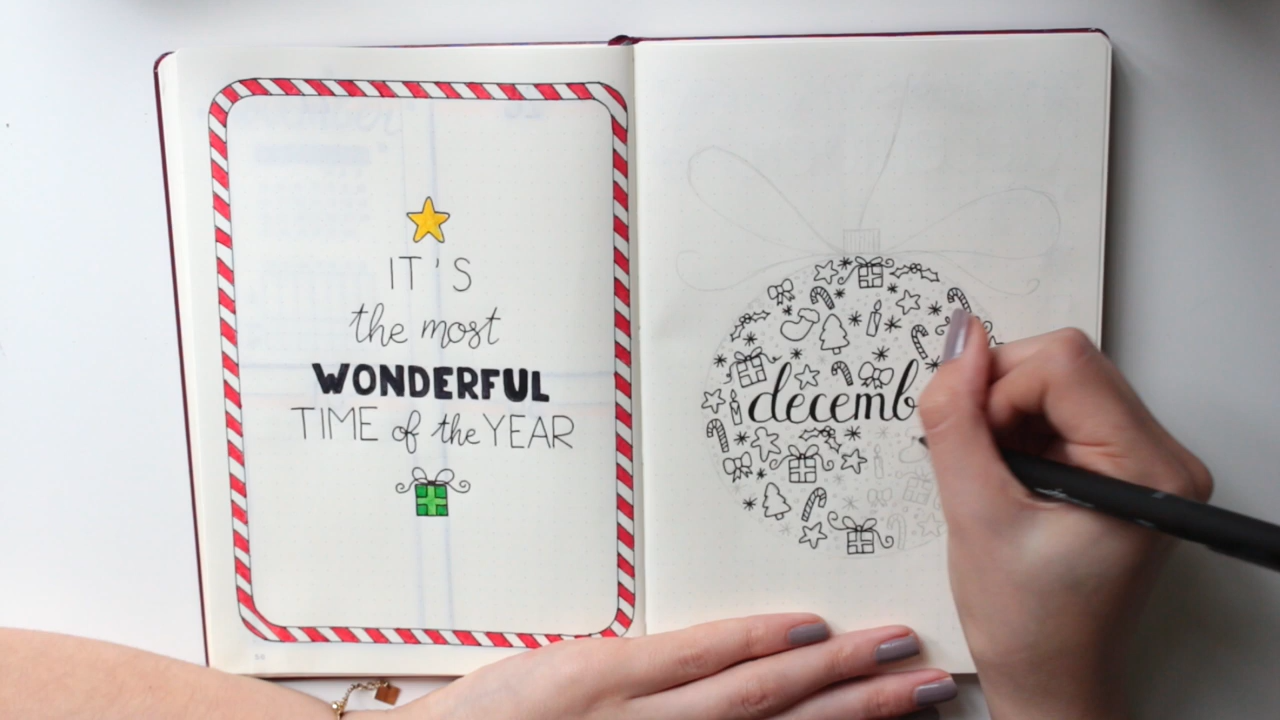 IT'S
the most
WONDERFUL
TIME of the YEAR
decemb